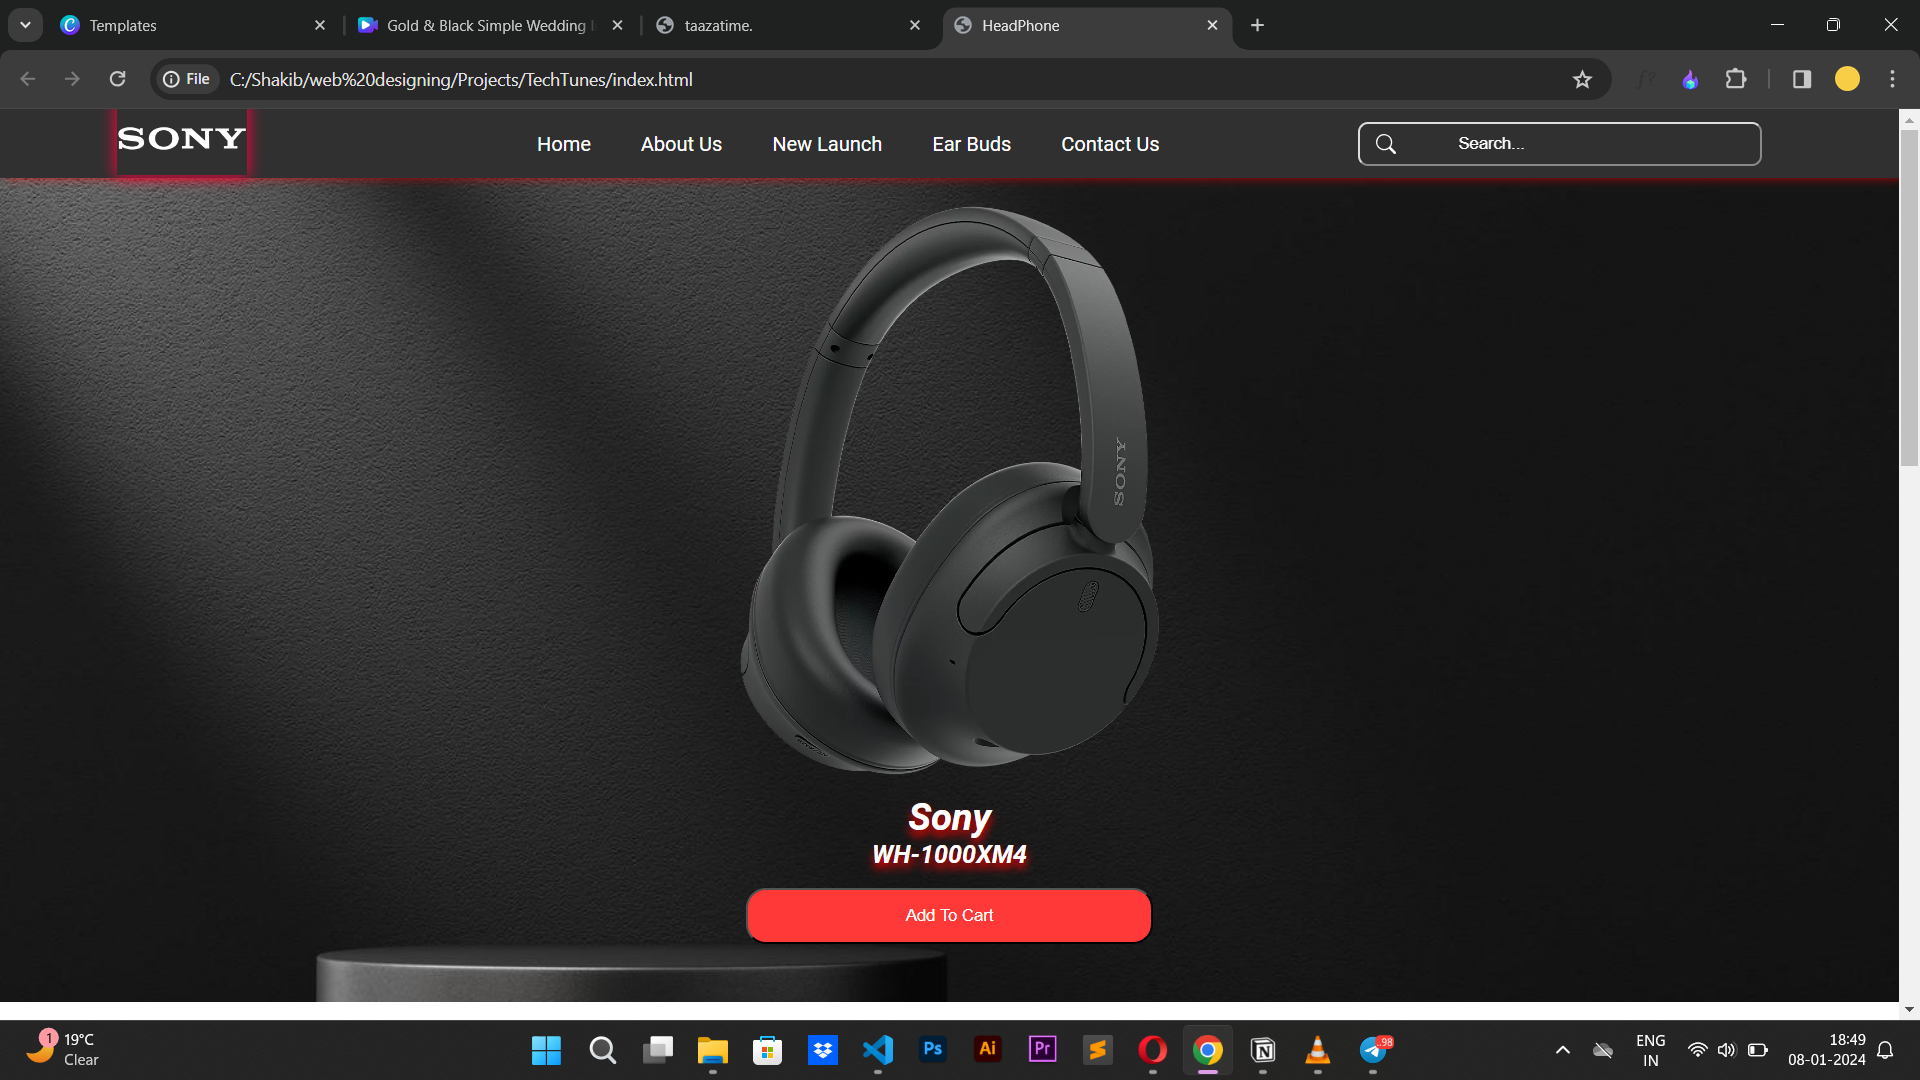 Templates
Gold & Black Simple Wedding
taazatime.
HeadPhone
File
C:/Shakib/web%20designing/Projects/TechTunes/index.html
f?
SONY
Home
About Us
New Launch
Ear Buds
Contact Us
Search...
SONY
Sony
WH-1000XM4
Add To Cart
1
19°C
Clear
Ps
Ai
Pr
98
ENG
IN
18:49
08-01-2024